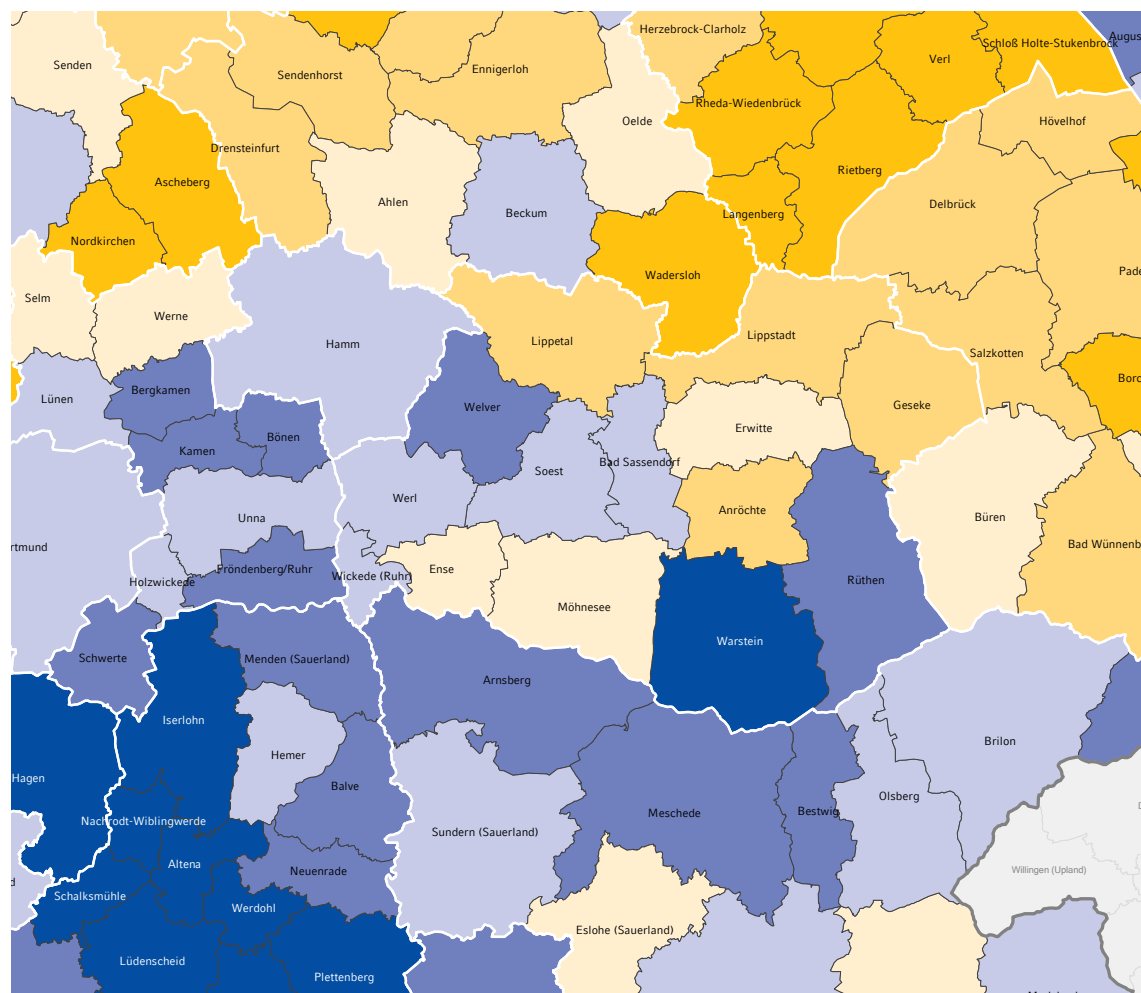 Herzebrock-Clarholz
Augus
Schloß Holte-Stukenbrock
Verl
Senden
Sendenhorst
Ennigerloh
Rheda-Wiedenbrück
Oelde
Hövelhof
Drensteinfurt
Rietberg
Ascheberg
Ahlen
Delbrück
Beckum
Langenberg
Nordkirchen
Wadersloh
Pade
Selm
Werne
Lippstadt
Lippetal
Hamm
Salzkotten
Borc
Bergkamen
Lünen
Geseke
Welver
Erwitte
Bönen
Kamen
Bad Sassendorf
Soest
Werl
Anröchte
Büren
Unna
Bad Wünnenb
rtmund
Fröndenberg/Ruhr
Ense
Wickede (Ruhr)
Holzwickede
Rüthen
Möhnesee
Warstein
Schwerte
Menden (Sauerland)
Arnsberg
Iserlohn
Brilon
Hemer
Hagen
Balve
Olsberg
Bestwig
Meschede
Nachrodt-Wiblingwerde
Sundern (Sauerland)
Altena
Neuenrade
Willingen (Upland)
d
Schalksmühle
Werdohl
Eslohe (Sauerland)
Lüdenscheid
Plettenberg